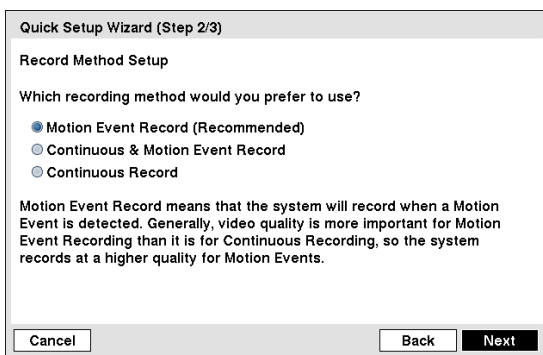 Quick Setup Wizard (Step 2/3)
Record Method Setup
Which recording method would you prefer to use?
Motion Event Record (Recommended)
Continuous & Motion Event Record
Continuous Record
Motion Event Record means that the system will record when a Motion
Event is detected. Generally, video quality is more important for Motion
Event Recording than it is for Continuous Recording, so the system
records at a higher quality for Motion Events.
Cancel Back Next